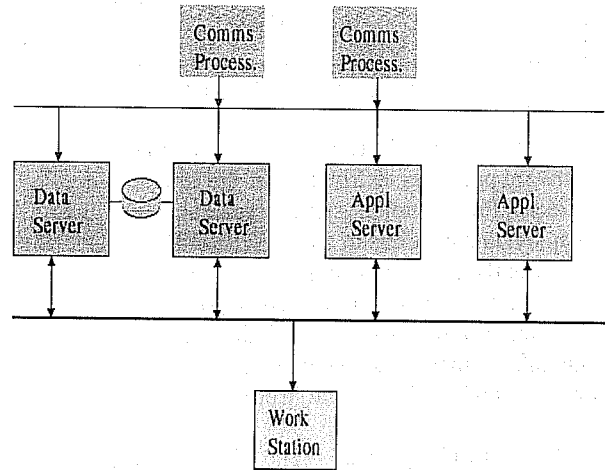 Comms
Process.
Comms
Process.
Data
Server
Data
Server
Appl
Server
Appl.
Server
Work
Station